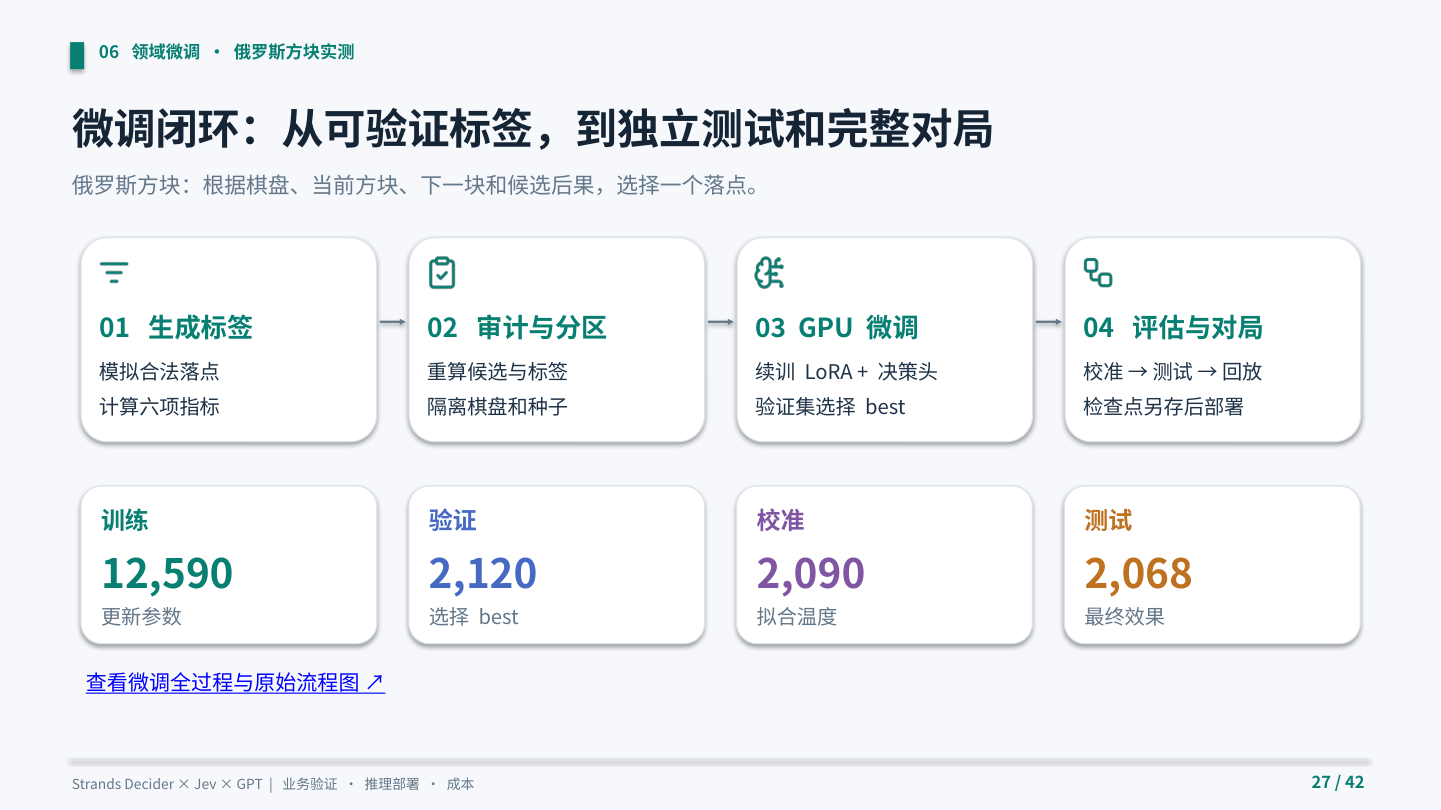 06 领域微调 · 俄罗斯方块实测
微调闭环：从可验证标签，到独立测试和完整对局
俄罗斯方块：根据棋盘、当前方块、下一块和候选后果，选择一个落点。
01 生成标签
模拟合法落点
计算六项指标
02 审计与分区
重算候选与标签
隔离棋盘和种子
03 GPU 微调
续训 LoRA + 决策头
验证集选择 best
04 评估与对局
校准 → 测试 → 回放
检查点另存后部署
训练
12,590
更新参数
验证
2,120
选择 best
校准
2,090
拟合温度
测试
2,068
最终效果
查看微调全过程与原始流程图 ↗
Strands Decider × Jev × GPT | 业务验证 · 推理部署 · 成本
27 / 42